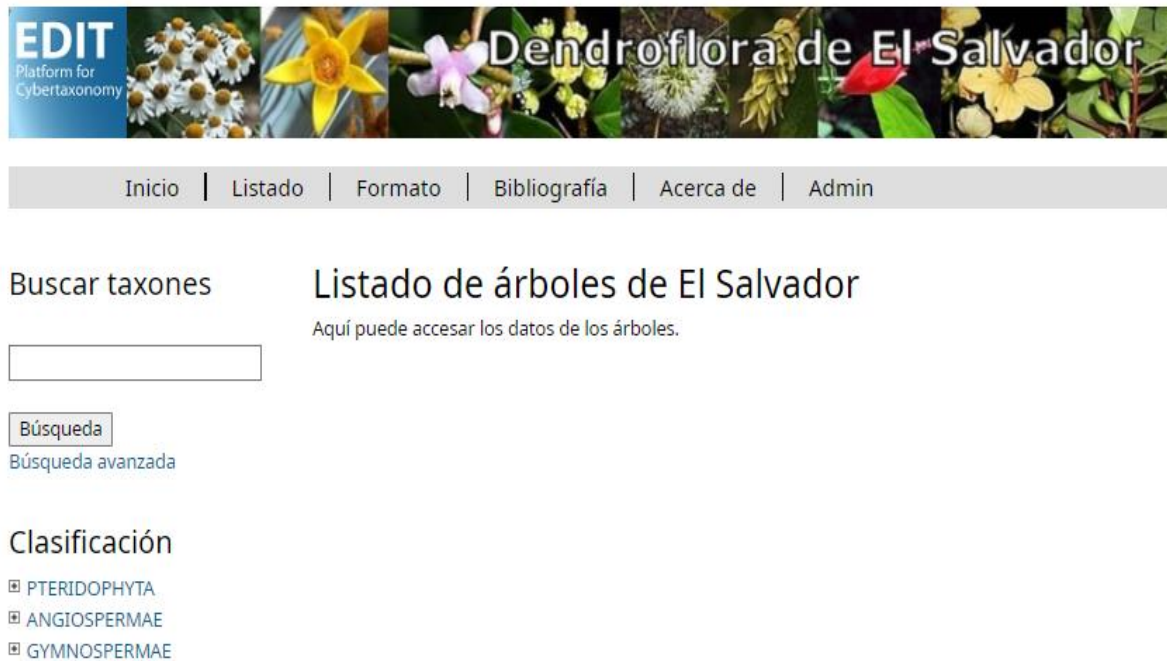 EDIT
Platform for
Cybertaxonomy
Dendroflora de El Salvador
Inicio | Listado | Formato | Bibliografía | Acerca de | Admin
Buscar taxones
Listado de árboles de El Salvador
Aquí puede accesar los datos de los árboles.
Búsqueda
Búsqueda avanzada
Clasificación
PTERIDOPHYTA
ANGIOSPERMAE
GYMNOSPERMAE